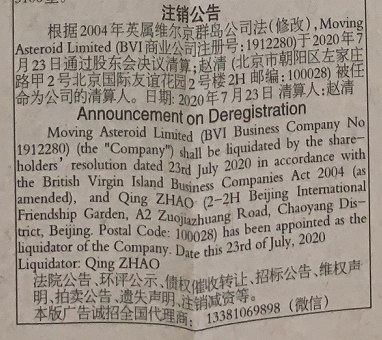 注销公告
根据2004年英属维尔京群岛公司法(修改), Moving
Asteroid Limited (BVI商业公司注册号: 1912280)于2020年7
月23日通过股东会决议清算; 赵清 (北京市朝阳区左家庄
路甲2号北京国际友谊花园2号楼2H 邮编: 100028) 被任
命为公司的清算人。日期: 2020年7月23日 清算人: 赵清
Announcement on Deregistration
Moving Asteroid Limited (BVI Business Company No
1912280) (the "Company") shall be liquidated by the share-
holders' resolution dated 23rd July 2020 in accordance with
the British Virgin Island Business Companies Act 2004 (as
amended), and Qing ZHAO (2-2H Beijing International
Friendship Garden, A2 Zuojiazhuang Road, Chaoyang Dis-
trict, Beijing. Postal Code: 100028) has been appointed as the
liquidator of the Company. Date this 23rd of July, 2020
Liquidator: Qing ZHAO
法院公告、环评公示、债权催收转让、招标公告、维权声
明、拍卖公告、遗失声明、注销减资等。
本版广告诚招全国代理商: 13381069898 (微信)